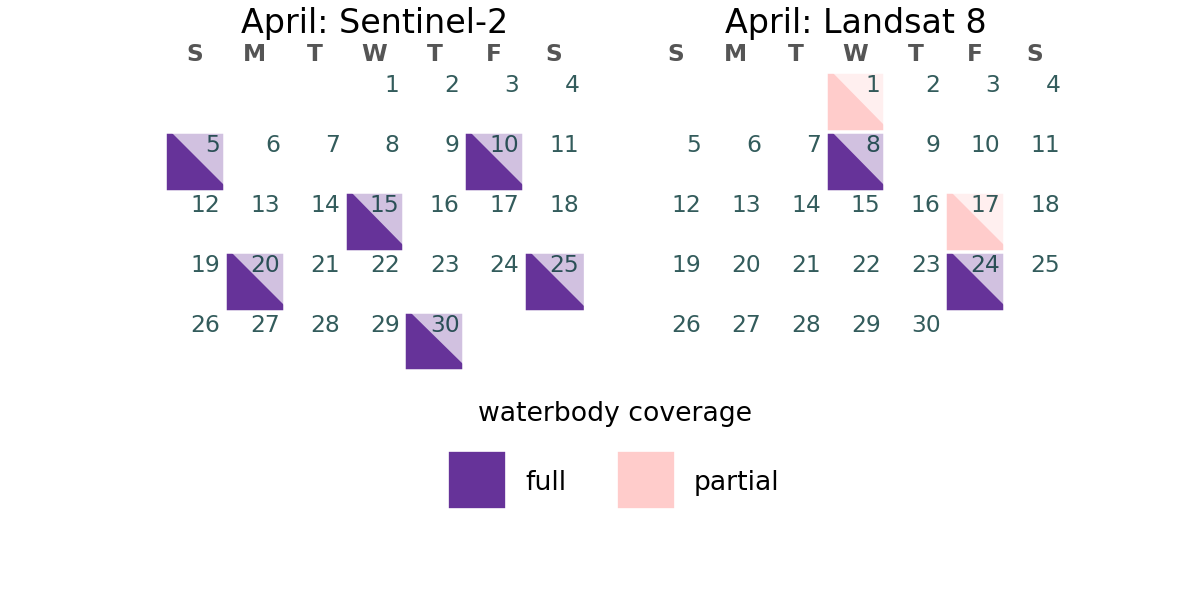 April: Sentinel-2
S M T W T F S
1 2 3 4
5 6 7 8 9 10 11
12 13 14 15 16 17 18
19 20 21 22 23 24 25
26 27 28 29 30
April: Landsat 8
S M T W T F S
1 2 3 4
5 6 7 8 9 10 11
12 13 14 15 16 17 18
19 20 21 22 23 24 25
26 27 28 29 30
waterbody coverage
full
partial